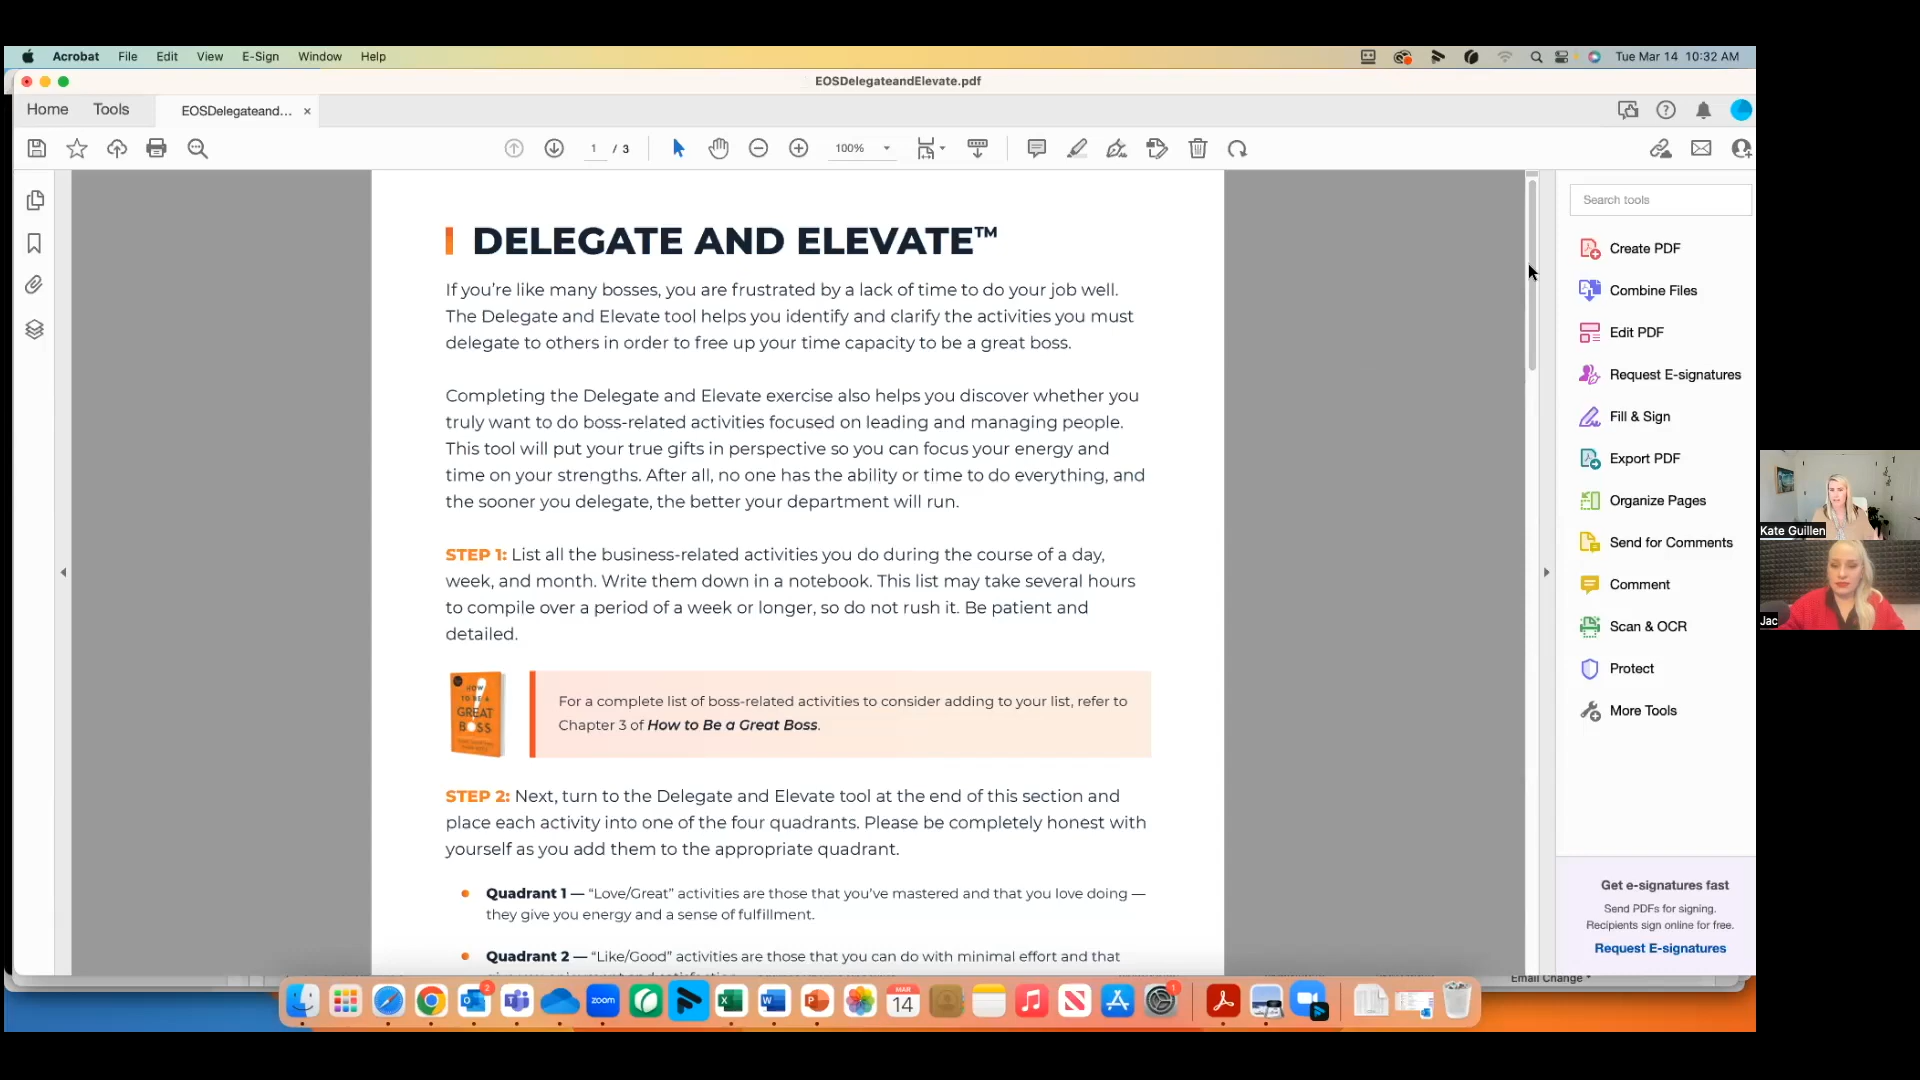 Acrobat File Edit View E-Sign Window Help Tue Mar 14 10:32 AM
EOSDelegateandElevate.pdf
Home Tools EOSDelegateand... ×
1 / 3 100%
DELEGATE AND ELEVATE™
If you're like many bosses, you are frustrated by a lack of time to do your job well.
The Delegate and Elevate tool helps you identify and clarify the activities you must
delegate to others in order to free up your time capacity to be a great boss.
Completing the Delegate and Elevate exercise also helps you discover whether you
truly want to do boss-related activities focused on leading and managing people.
This tool will put your true gifts in perspective so you can focus your energy and
time on your strengths. After all, no one has the ability or time to do everything, and
the sooner you delegate, the better your department will run.
STEP 1: List all the business-related activities you do during the course of a day,
week, and month. Write them down in a notebook. This list may take several hours
to compile over a period of a week or longer, so do not rush it. Be patient and
detailed.
HOW
TO BE A
GREAT
BOSS
For a complete list of boss-related activities to consider adding to your list, refer to
Chapter 3 of How to Be a Great Boss.
STEP 2: Next, turn to the Delegate and Elevate tool at the end of this section and
place each activity into one of the four quadrants. Please be completely honest with
yourself as you add them to the appropriate quadrant.
Quadrant 1 — “Love/Great” activities are those that you've mastered and that you love doing —
they give you energy and a sense of fulfillment.
Quadrant 2 — “Like/Good” activities are those that you can do with minimal effort and that
Search tools
Create PDF
Combine Files
Edit PDF
Request E-signatures
Fill & Sign
Export PDF
Organize Pages
Send for Comments
Comment
Scan & OCR
Protect
More Tools
Get e-signatures fast
Send PDFs for signing.
Recipients sign online for free.
Request E-signatures
Email Change
Kate Guillen
Jac
2
zoom
MAR
14
1